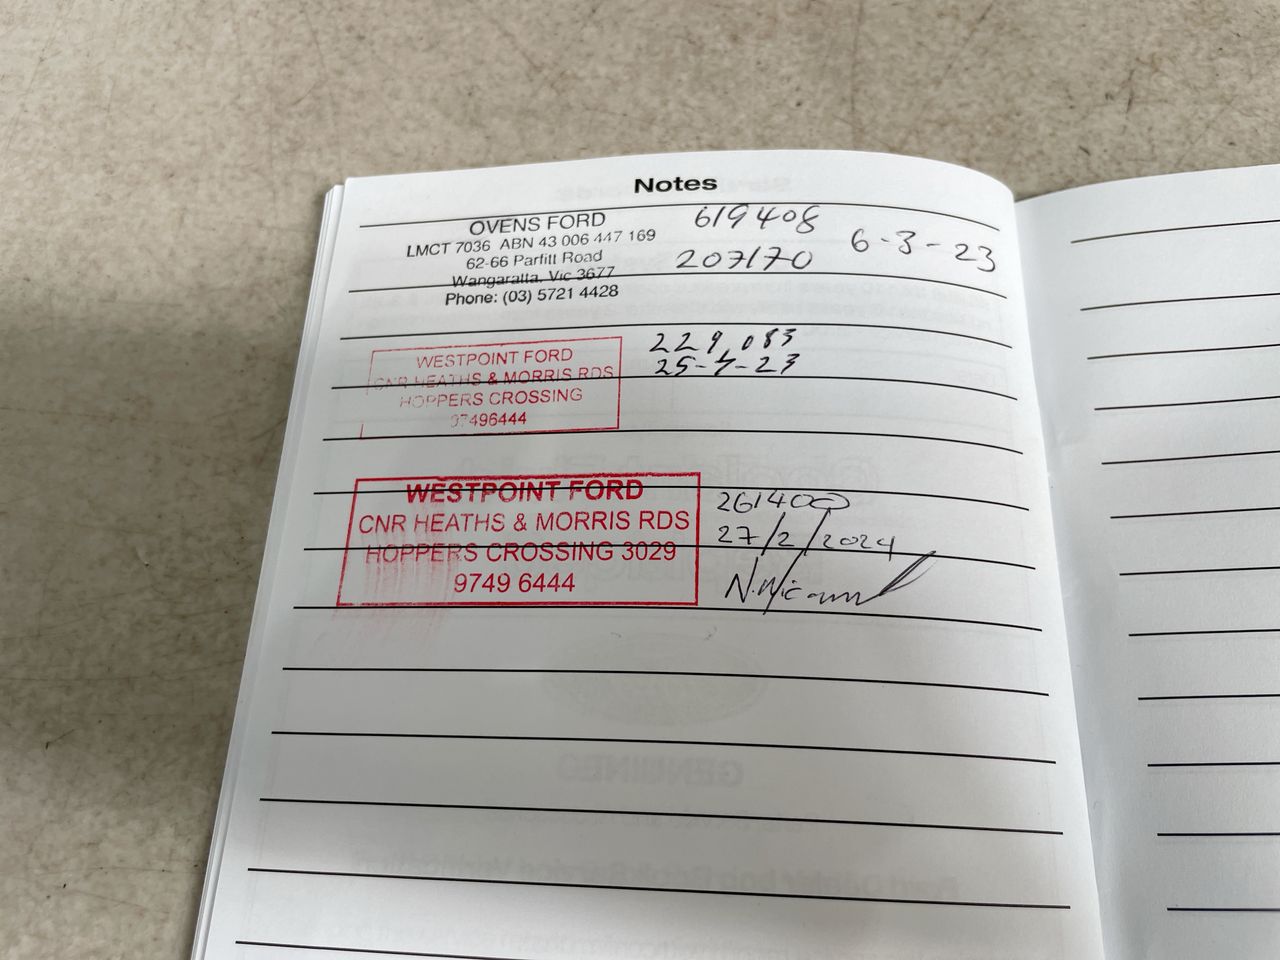 Notes
OVENS FORD
LMCT 7036 ABN 43 006 447 169
62-66 Parfitt Road
Wangaratta, Vic 3677
Phone: (03) 5721 4428
619408
207170
6-3-23
WESTPOINT FORD
CNR HEATHS & MORRIS RDS
HOPPERS CROSSING
97496444
229,083
25-7-23
WESTPOINT FORD
CNR HEATHS & MORRIS RDS
HOPPERS CROSSING 3029
9749 6444
261400
27/2/2024